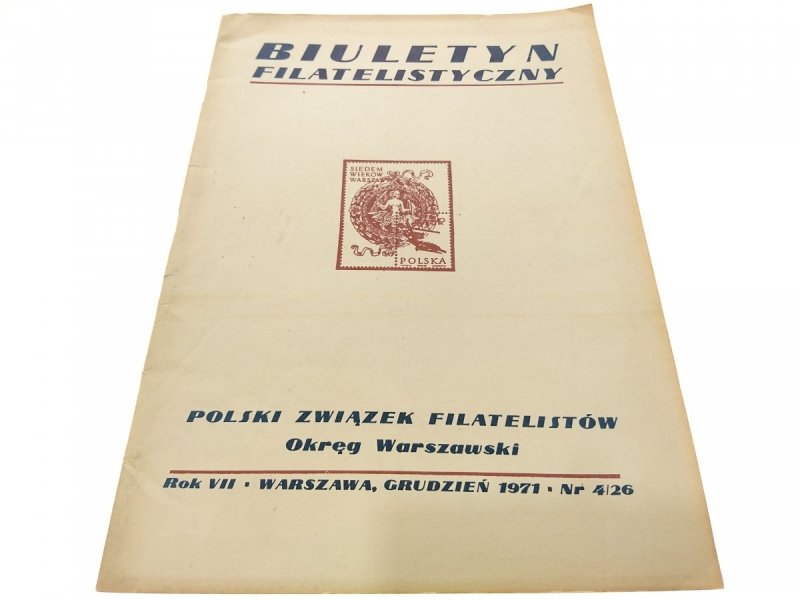 BIULETYN
FILATELISTYCZNY
SIEDEM
WIEKÓW
WARSZAWY
POLSKA
POLSKI ZWIĄZEK FILATELISTÓW
Okręg Warszawski
Rok VII • WARSZAWA, GRUDZIEŃ 1971 • Nr 4/26